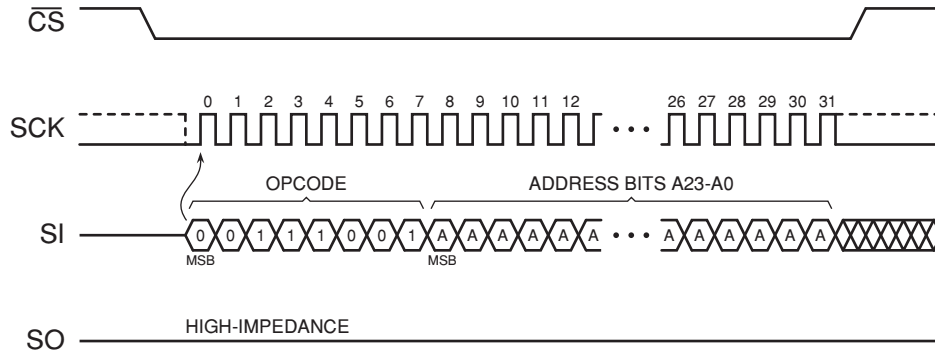 CS
0 1 2 3 4 5 6 7 8 9 10 11 12 26 27 28 29 30 31
SCK
OPCODE ADDRESS BITS A23-A0
SI 0 0 1 1 1 0 0 1 A A A A A A ••• A A A A A A
MSB MSB
HIGH-IMPEDANCE
SO